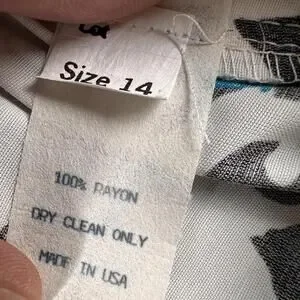 Size 14
100% RAYON
DRY CLEAN ONLY
MADE IN USA